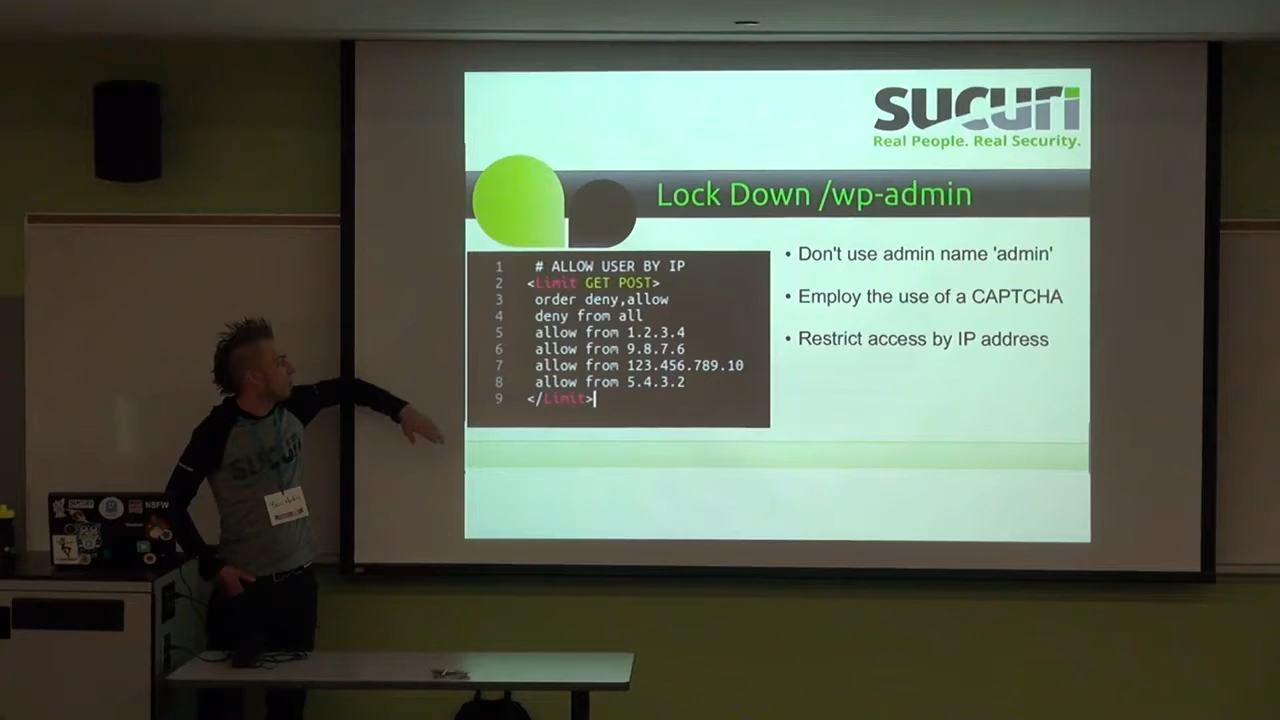 sucuri
Real People. Real Security.
Lock Down /wp-admin
1 # ALLOW USER BY IP
2 <Limit GET POST>
3 order deny,allow
4 deny from all
5 allow from 1.2.3.4
6 allow from 9.8.7.6
7 allow from 123.456.789.10
8 allow from 5.4.3.2
9 </Limit>
• Don't use admin name 'admin'
• Employ the use of a CAPTCHA
• Restrict access by IP address
SUCURI
NSFW